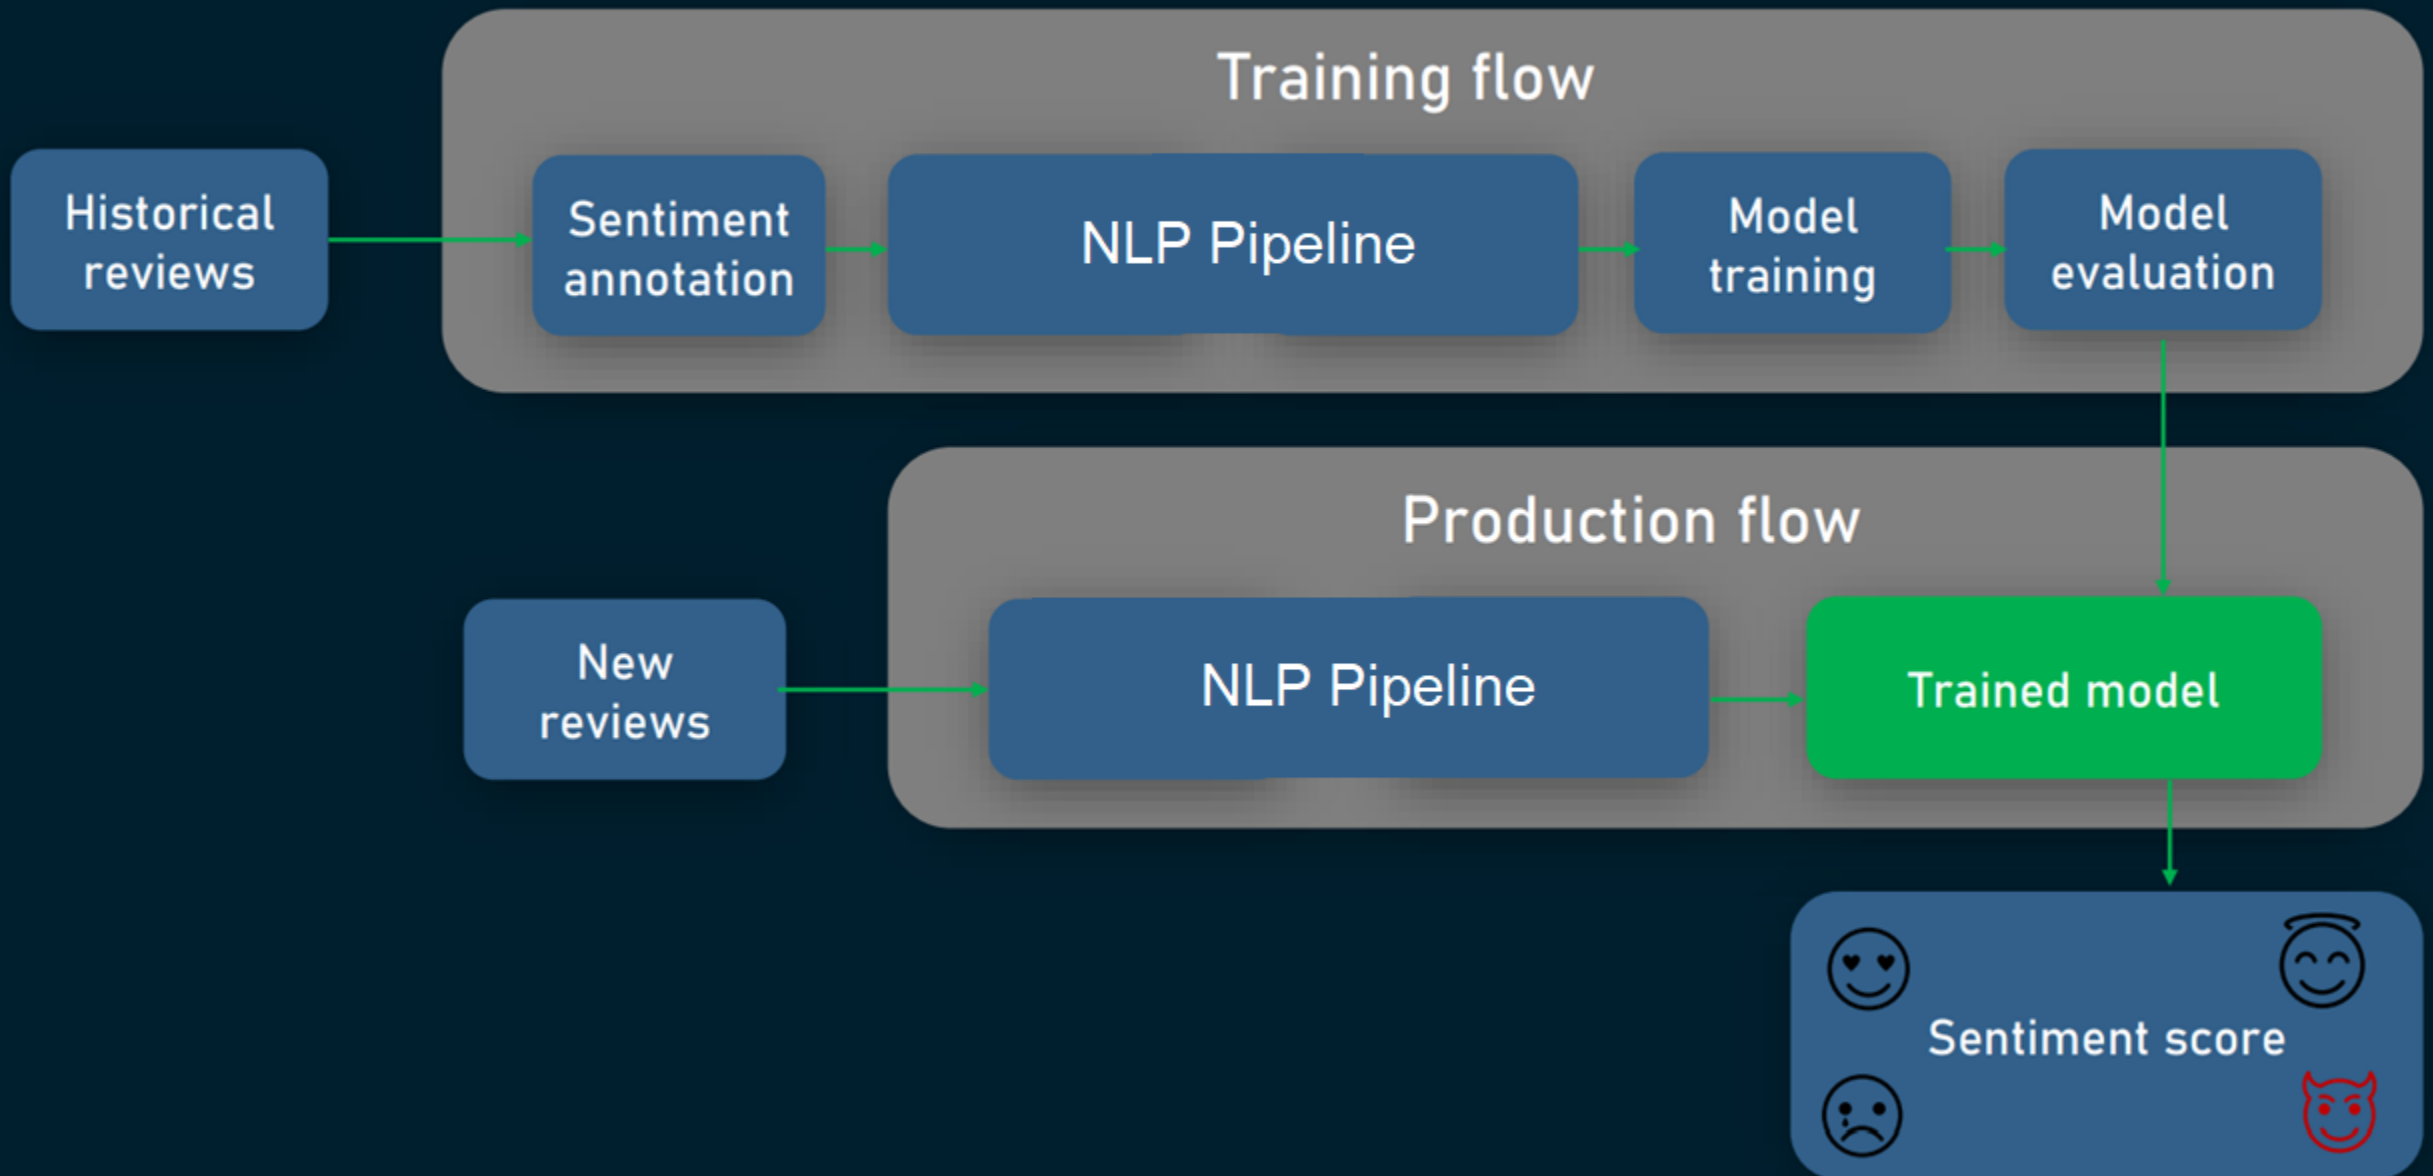 Training flow
Historical
reviews
Sentiment
annotation
NLP Pipeline
Model
training
Model
evaluation
Production flow
New
reviews
NLP Pipeline
Trained model
Sentiment score